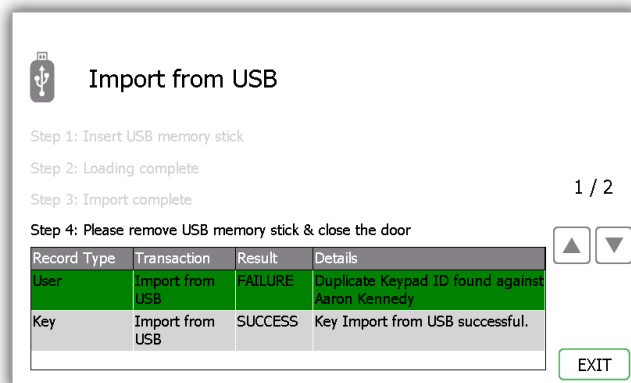 Import from USB
Step 1: Insert USB memory stick
Step 2: Loading complete
Step 3: Import complete
1 / 2
Step 4: Please remove USB memory stick & close the door
Record Type Transaction Result Details
User Import from FAILURE Duplicate Keypad ID found against
USB Aaron Kennedy
Key Import from SUCCESS Key Import from USB successful.
USB
EXIT